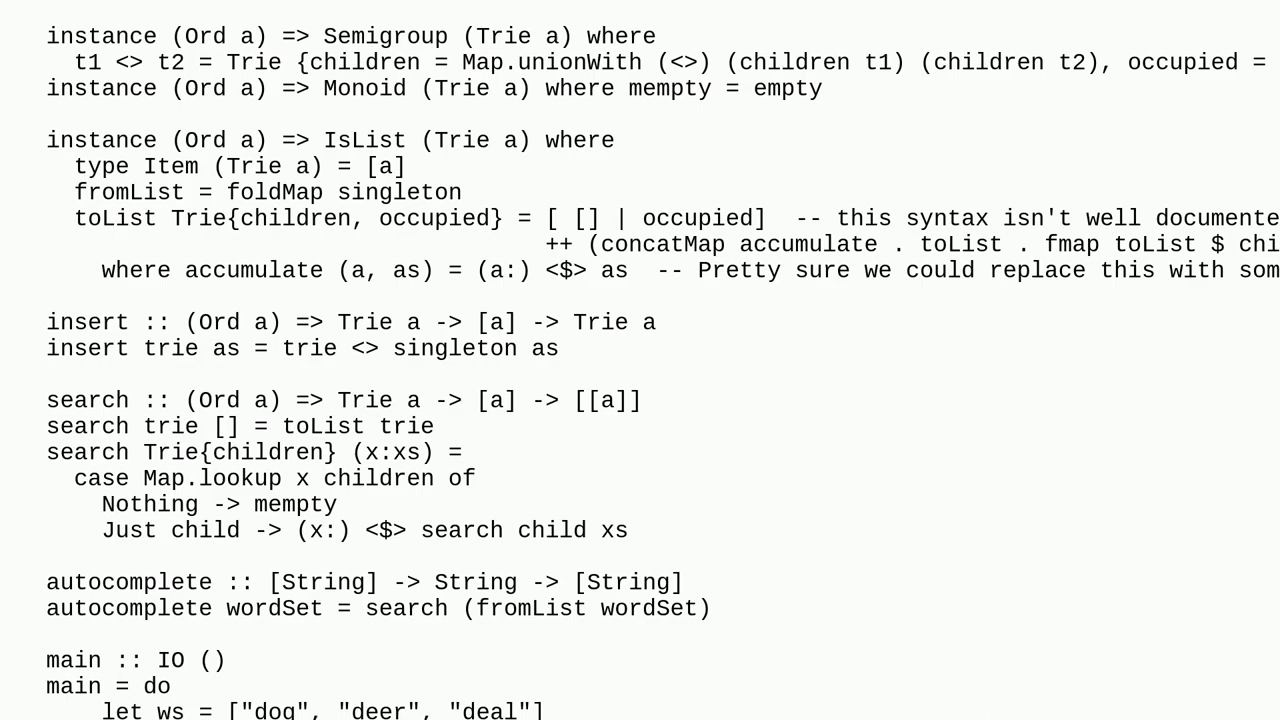 instance (Ord a) => Semigroup (Trie a) where
  t1 <> t2 = Trie {children = Map.unionWith (<>) (children t1) (children t2), occupied =
instance (Ord a) => Monoid (Trie a) where mempty = empty

instance (Ord a) => IsList (Trie a) where
  type Item (Trie a) = [a]
  fromList = foldMap singleton
  toList Trie{children, occupied} = [ [] | occupied]  -- this syntax isn't well documente
                                    ++ (concatMap accumulate . toList . fmap toList $ chi
    where accumulate (a, as) = (a:) <$> as  -- Pretty sure we could replace this with som

insert :: (Ord a) => Trie a -> [a] -> Trie a
insert trie as = trie <> singleton as

search :: (Ord a) => Trie a -> [a] -> [[a]]
search trie [] = toList trie
search Trie{children} (x:xs) =
  case Map.lookup x children of
    Nothing -> mempty
    Just child -> (x:) <$> search child xs

autocomplete :: [String] -> String -> [String]
autocomplete wordSet = search (fromList wordSet)

main :: IO ()
main = do
    let ws = ["dog", "deer", "deal"]